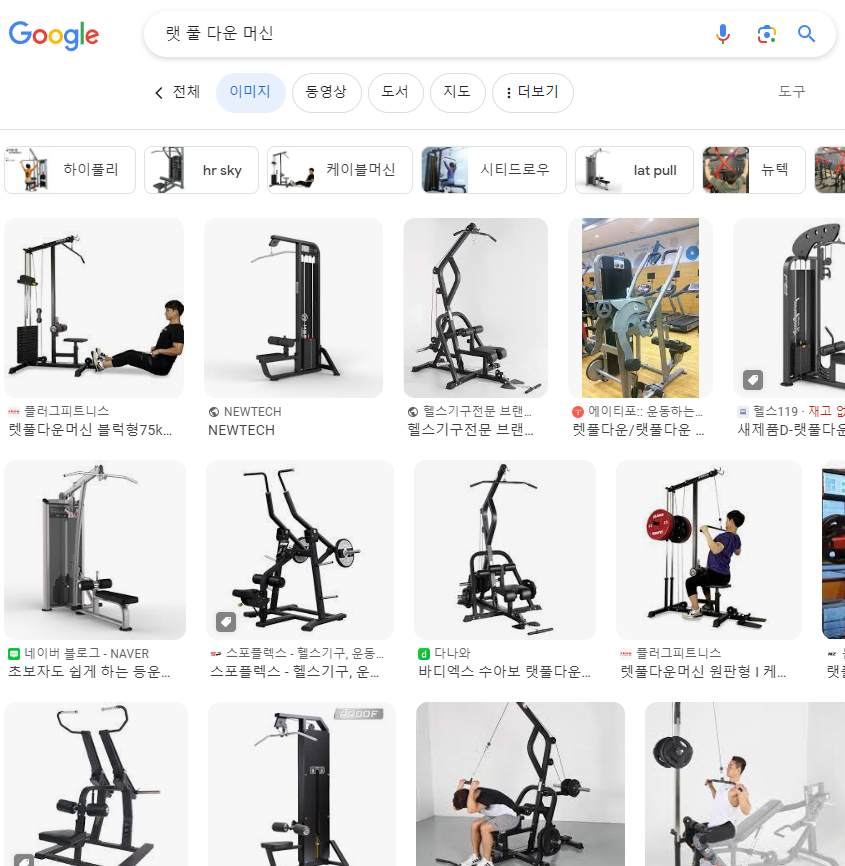 Google
랫 풀 다운 머신
전체 이미지 동영상 도서 지도 더보기 도구
하이풀리 hr sky 케이블머신 시티드로우 lat pull 뉴텍
플러그피트니스
렛풀다운머신 블럭형75k...
NEWTECH
NEWTECH
헬스기구전문 브랜...
헬스기구전문 브랜...
에이티포:: 운동하는...
렛풀다운/랫풀다운 ...
헬스119 · 재고 없
새제품D-랫풀다운
네이버 블로그 - NAVER
초보자도 쉽게 하는 등운...
스포플렉스 - 헬스기구, 운동...
스포플렉스 - 헬스기구, 운...
다나와
바디엑스 수아보 랫풀다운...
플러그피트니스
렛풀다운머신 원판형 I 케...
PROOF